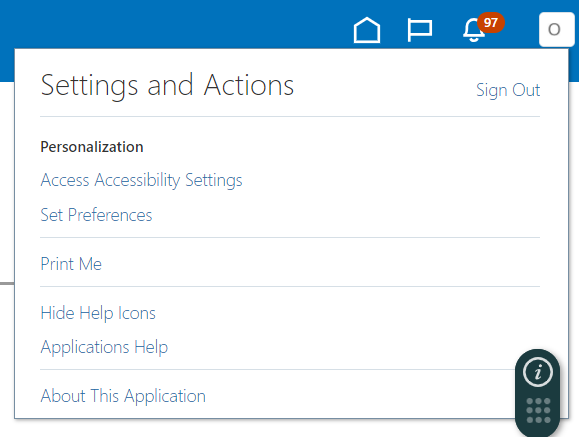 97
O
Settings and Actions
Sign Out
Personalization
Access Accessibility Settings
Set Preferences
Print Me
Hide Help Icons
Applications Help
About This Application
i